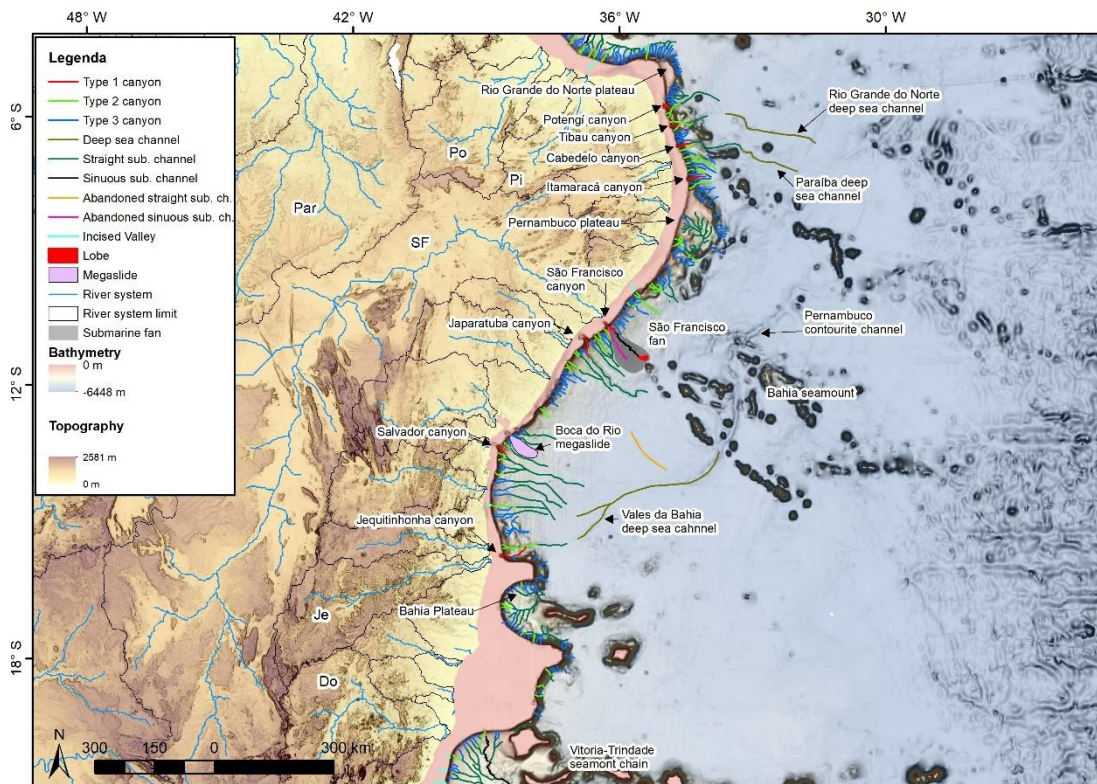 48° W
42° W
36° W
30° W
6° S
12° S
18° S
Legenda
Type 1 canyon
Type 2 canyon
Type 3 canyon
Deep sea channel
Straight sub. channel
Sinuous sub. channel
Abandoned straight sub. ch.
Abandoned sinuous sub. ch.
Incised Valley
Lobe
Megaslide
River system
River system limit
Submarine fan
Bathymetry
0 m
-6448 m
Topography
2581 m
0 m
Rio Grande do Norte plateau
Potengí canyon
Tibau canyon
Cabedelo canyon
Itamaracá canyon
Pernambuco plateau
São Francisco
canyon
Japaratuba canyon
Salvador canyon
Jequitinhonha canyon
Bahia Plateau
Rio Grande do Norte
deep sea channel
Paraíba deep
sea channel
Pernambuco
contourite channel
São Francisco
fan
Bahia seamount
Boca do Rio
megaslide
Vales da Bahia
deep sea cahnnel
Vitoria-Trindade
seamont chain
Po
Pi
Par
SF
Je
Do
N
300 150 0 300 km